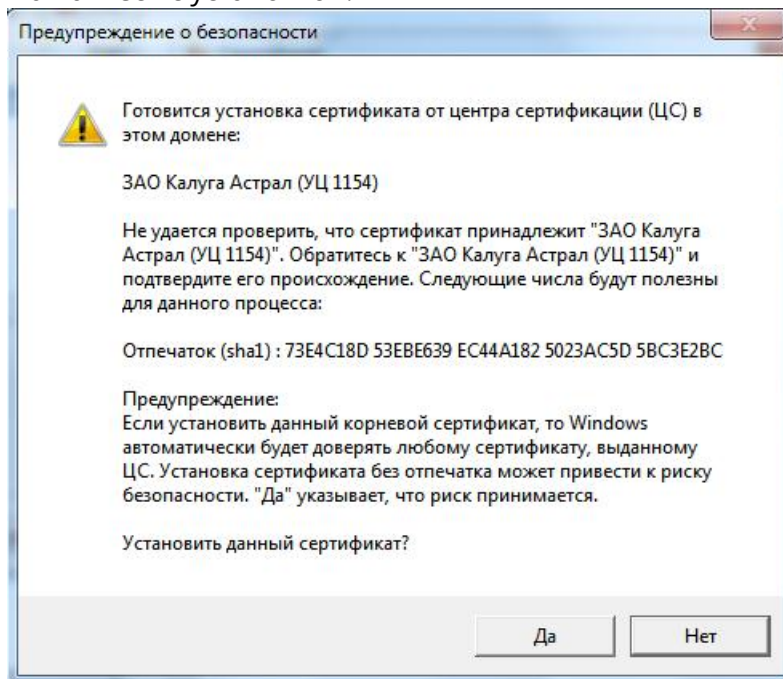 Предупреждение о безопасности
Готовится установка сертификата от центра сертификации (ЦС) в
этом домене:
ЗАО Калуга Астрал (УЦ 1154)
Не удается проверить, что сертификат принадлежит "ЗАО Калуга
Астрал (УЦ 1154)". Обратитесь к "ЗАО Калуга Астрал (УЦ 1154)" и
подтвердите его происхождение. Следующие числа будут полезны
для данного процесса:
Отпечаток (sha1) : 73E4C18D 53EBE639 EC44A182 5023AC5D 5BC3E2BC
Предупреждение:
Если установить данный корневой сертификат, то Windows
автоматически будет доверять любому сертификату, выданному
ЦС. Установка сертификата без отпечатка может привести к риску
безопасности. "Да" указывает, что риск принимается.
Установить данный сертификат?
Да
Нет